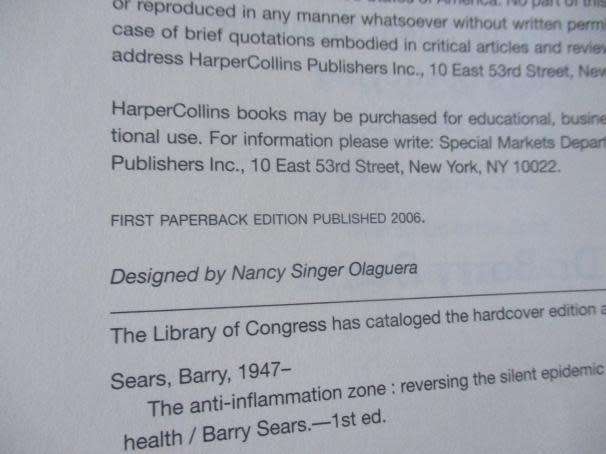 or reproduced in any manner whatsoever without written perm
case of brief quotations embodied in critical articles and review
address HarperCollins Publishers Inc., 10 East 53rd Street, New
HarperCollins books may be purchased for educational, busine
tional use. For information please write: Special Markets Depart
Publishers Inc., 10 East 53rd Street, New York, NY 10022.
FIRST PAPERBACK EDITION PUBLISHED 2006.
Designed by Nancy Singer Olaguera
The Library of Congress has cataloged the hardcover edition a
Sears, Barry, 1947–
The anti-inflammation zone : reversing the silent epidemic
health / Barry Sears.—1st ed.